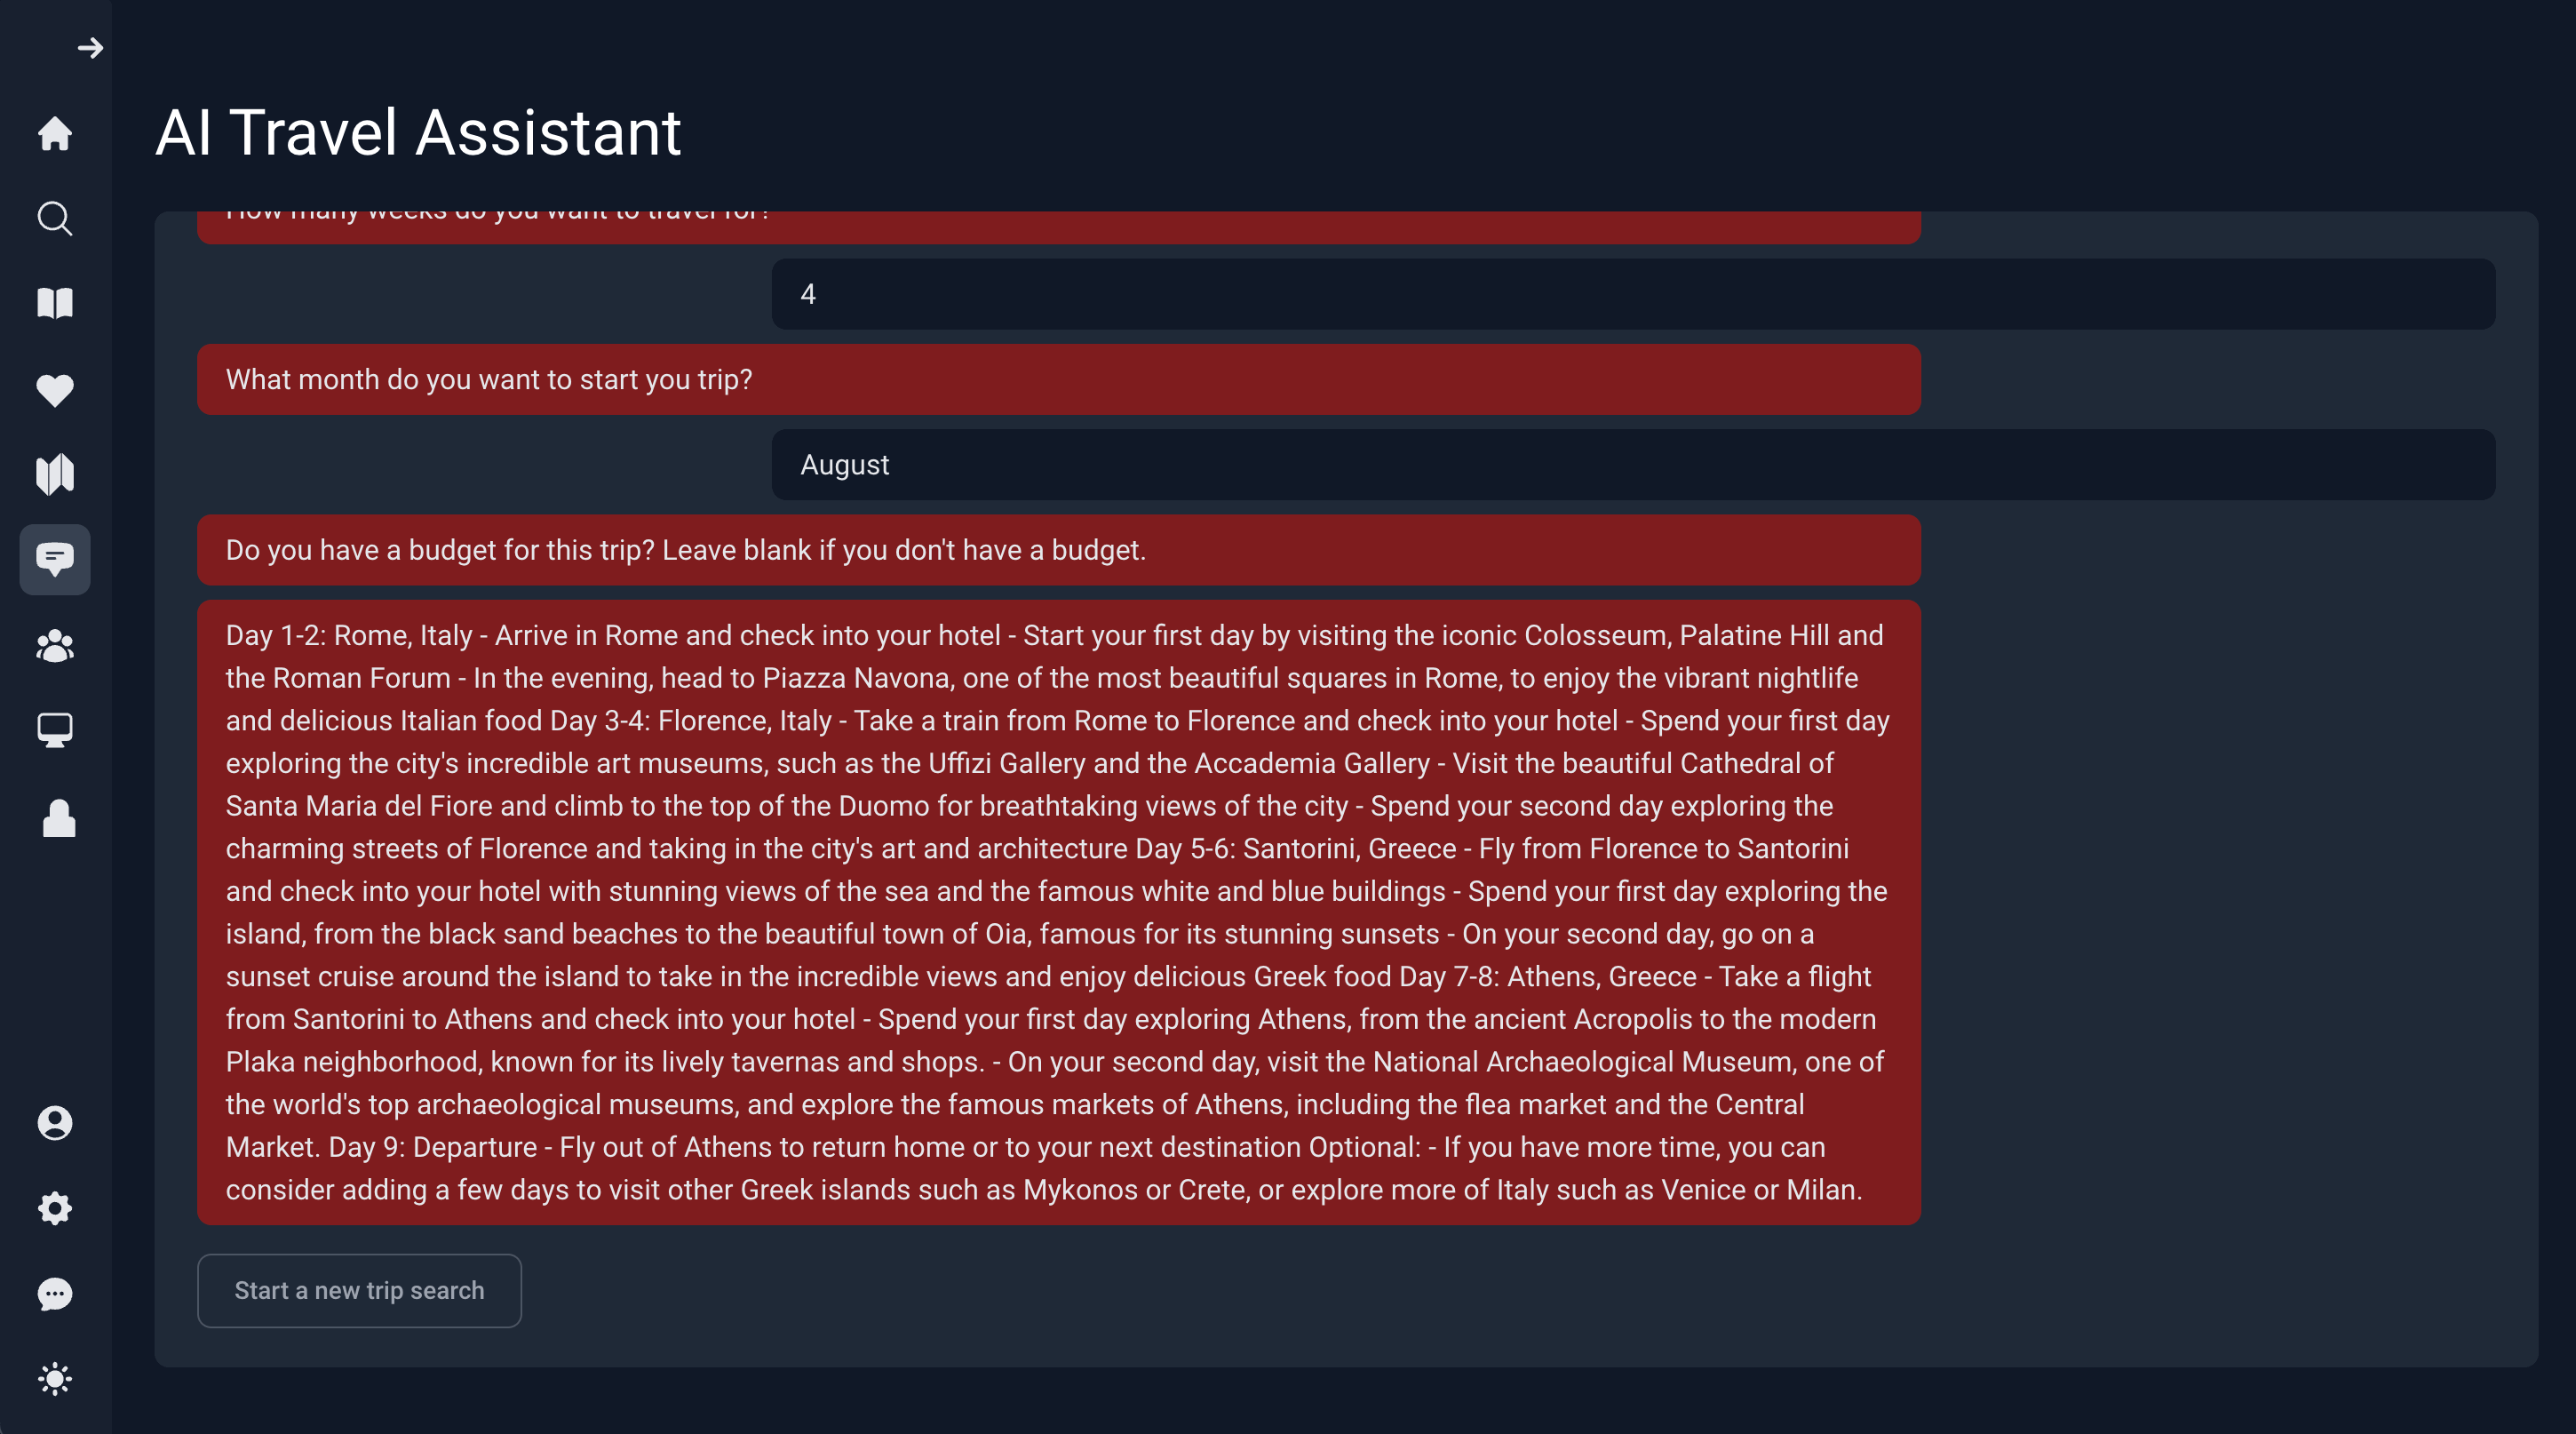 AI Travel Assistant
How many weeks do you want to travel for?
4
What month do you want to start you trip?
August
Do you have a budget for this trip? Leave blank if you don't have a budget.
Day 1-2: Rome, Italy - Arrive in Rome and check into your hotel - Start your first day by visiting the iconic Colosseum, Palatine Hill and
the Roman Forum - In the evening, head to Piazza Navona, one of the most beautiful squares in Rome, to enjoy the vibrant nightlife
and delicious Italian food Day 3-4: Florence, Italy - Take a train from Rome to Florence and check into your hotel - Spend your first day
exploring the city's incredible art museums, such as the Uffizi Gallery and the Accademia Gallery - Visit the beautiful Cathedral of
Santa Maria del Fiore and climb to the top of the Duomo for breathtaking views of the city - Spend your second day exploring the
charming streets of Florence and taking in the city's art and architecture Day 5-6: Santorini, Greece - Fly from Florence to Santorini
and check into your hotel with stunning views of the sea and the famous white and blue buildings - Spend your first day exploring the
island, from the black sand beaches to the beautiful town of Oia, famous for its stunning sunsets - On your second day, go on a
sunset cruise around the island to take in the incredible views and enjoy delicious Greek food Day 7-8: Athens, Greece - Take a flight
from Santorini to Athens and check into your hotel - Spend your first day exploring Athens, from the ancient Acropolis to the modern
Plaka neighborhood, known for its lively tavernas and shops. - On your second day, visit the National Archaeological Museum, one of
the world's top archaeological museums, and explore the famous markets of Athens, including the flea market and the Central
Market. Day 9: Departure - Fly out of Athens to return home or to your next destination Optional: - If you have more time, you can
consider adding a few days to visit other Greek islands such as Mykonos or Crete, or explore more of Italy such as Venice or Milan.
Start a new trip search